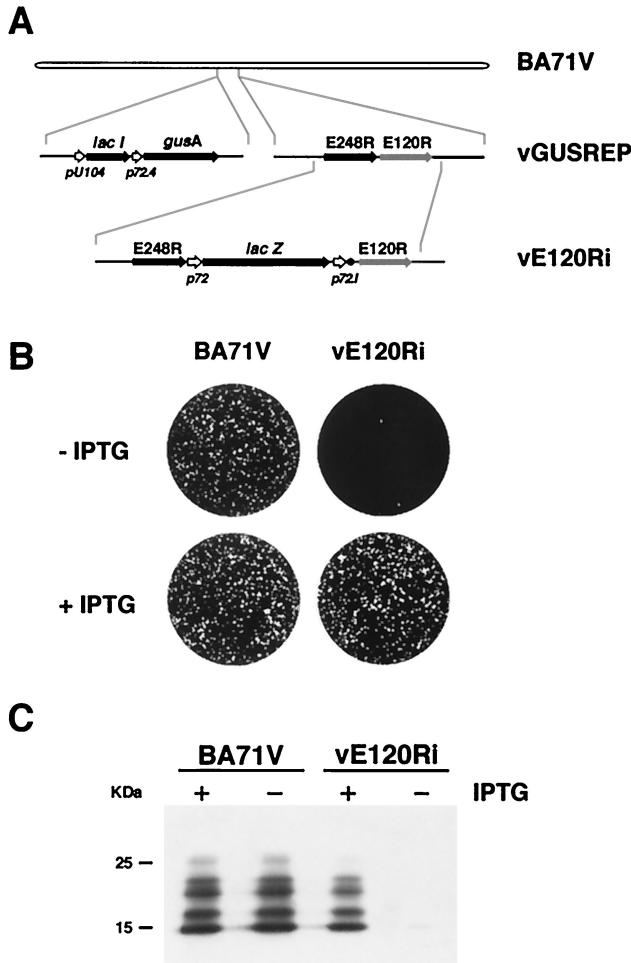 A
BA71V
lac I gusA
pU104 p72.4
E248R E120R
vGUSREP
E248R lac Z E120R
p72 p72.I
vE120Ri
B
BA71V vE120Ri
- IPTG
+ IPTG
C
BA71V vE120Ri
KDa + − + − IPTG
25
15